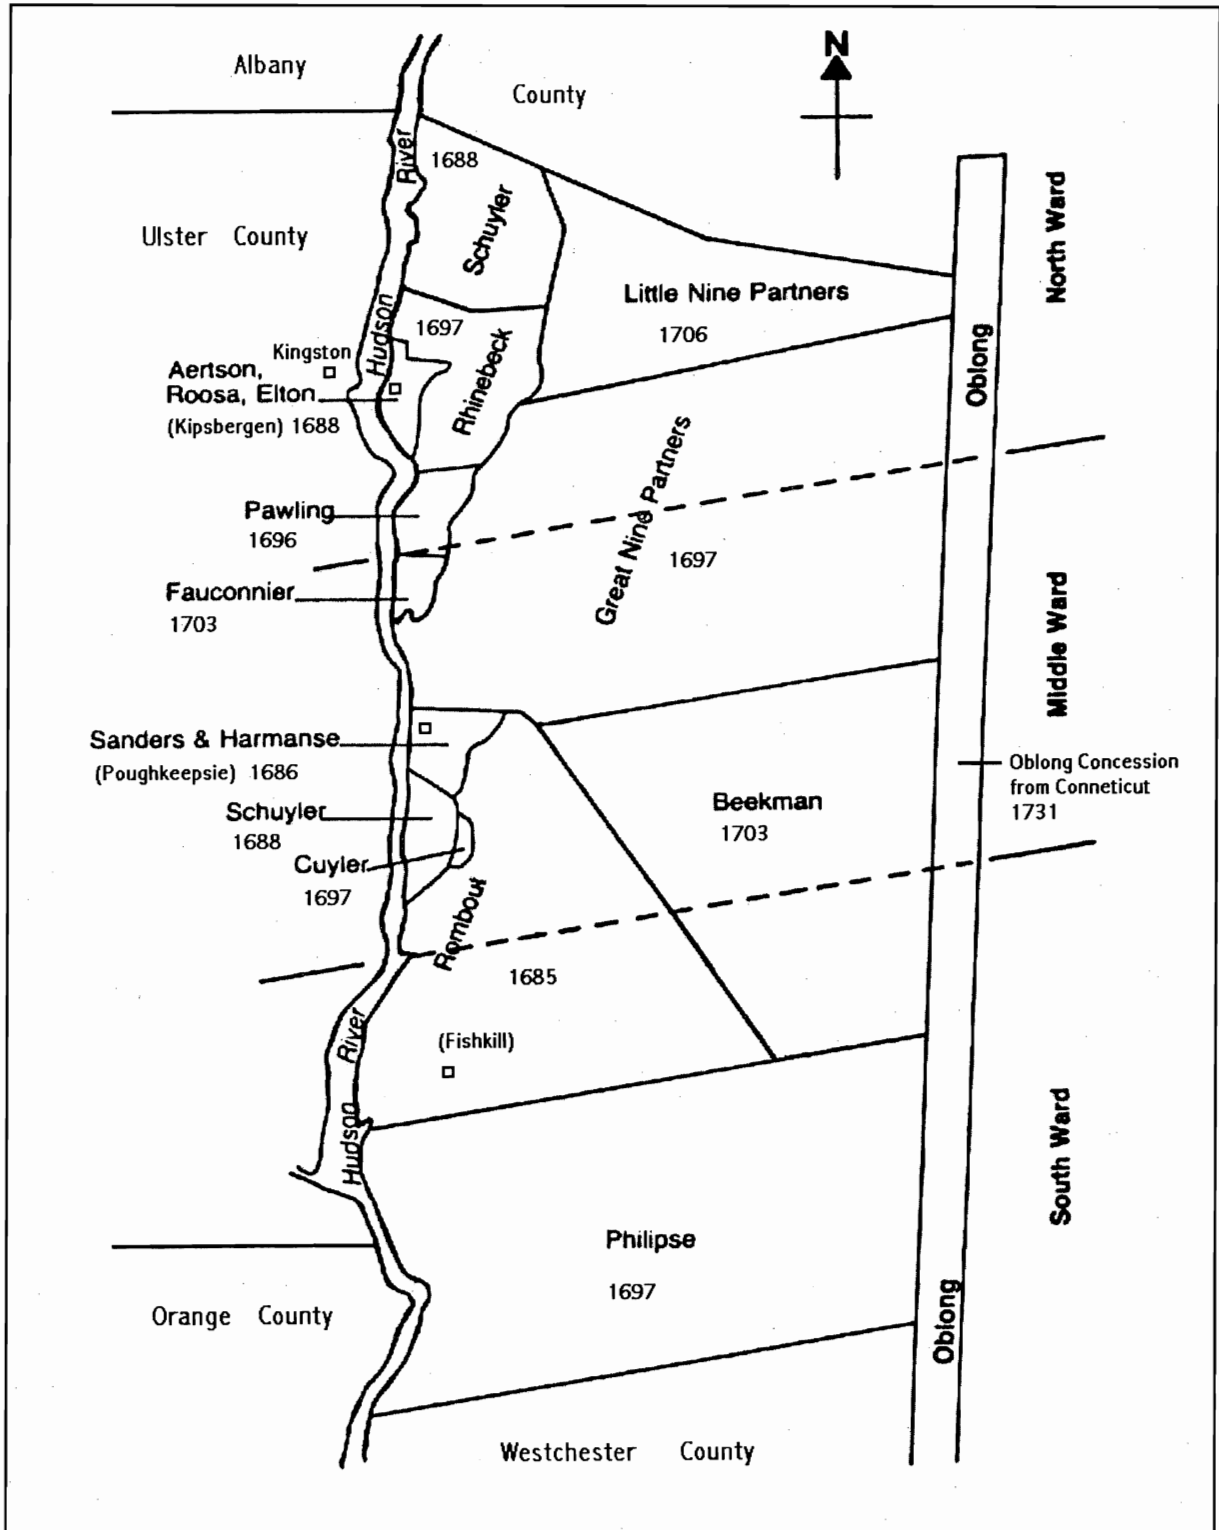 Albany
County
N
River
1688
Schuyler
North Ward
Ulster County
Little Nine Partners
1706
Hudson
1697
Rhinebeck
Kingston
Aertson,
Roosa, Elton
(Kipsbergen) 1688
Oblong
Great Nine Partners
1697
Pawling
1696
Fauconnier
1703
Middle Ward
Sanders & Harmanse
(Poughkeepsie) 1686
Schuyler
1688
Cuyler
1697
Beekman
1703
Oblong Concession
from Conneticut
1731
Rombout
1685
(Fishkill)
River
Hudson
South Ward
Philipse
1697
Oblong
Orange County
Westchester County